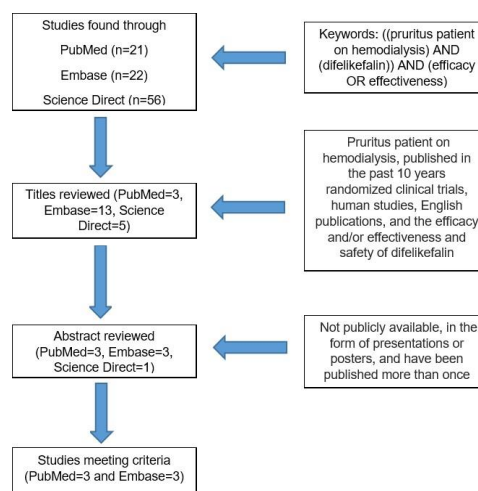 Studies found through
PubMed (n=21)
Embase (n=22)
Science Direct (n=56)
Keywords: ((pruritus patient
on hemodialysis) AND
(difelikefalin)) AND (efficacy
OR effectiveness)
Titles reviewed (PubMed=3,
Embase=13, Science
Direct=5)
Pruritus patient on
hemodialysis, published in
the past 10 years
randomized clinical trials,
human studies, English
publications, and the efficacy
and/or effectiveness and
safety of difelikefalin
Abstract reviewed
(PubMed=3, Embase=3,
Science Direct=1)
Not publicly available, in the
form of presentations or
posters, and have been
published more than once
Studies meeting criteria
(PubMed=3 and Embase=3)